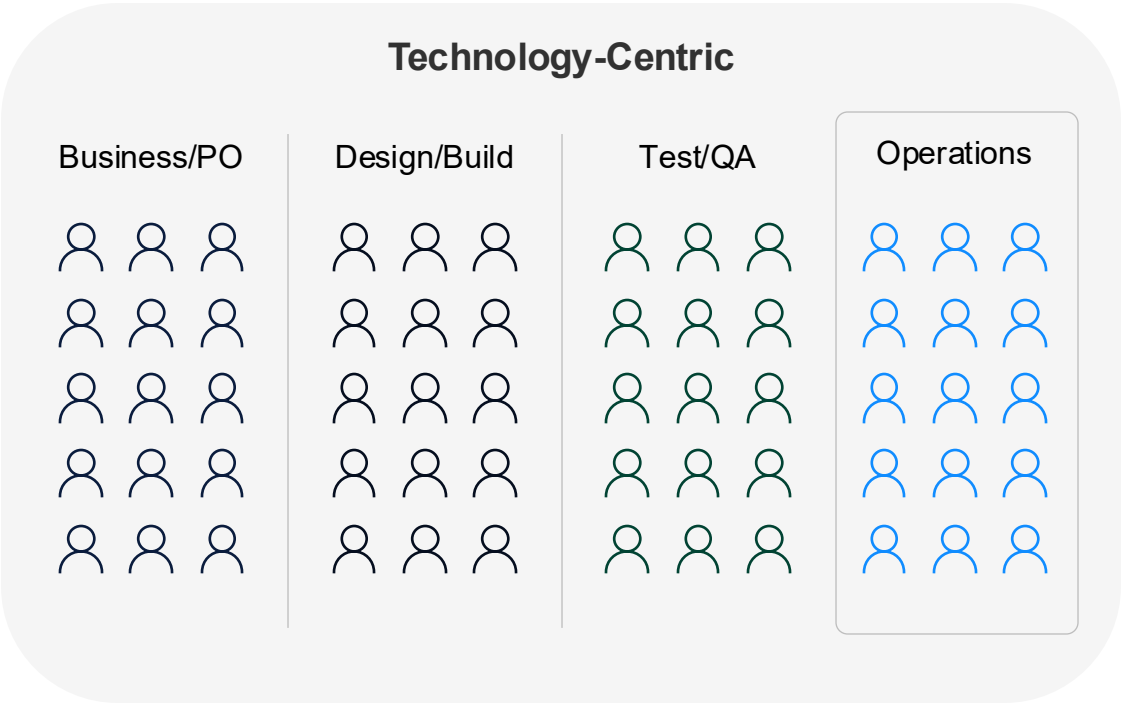 Technology-Centric
Business/PO
Design/Build
Test/QA
Operations